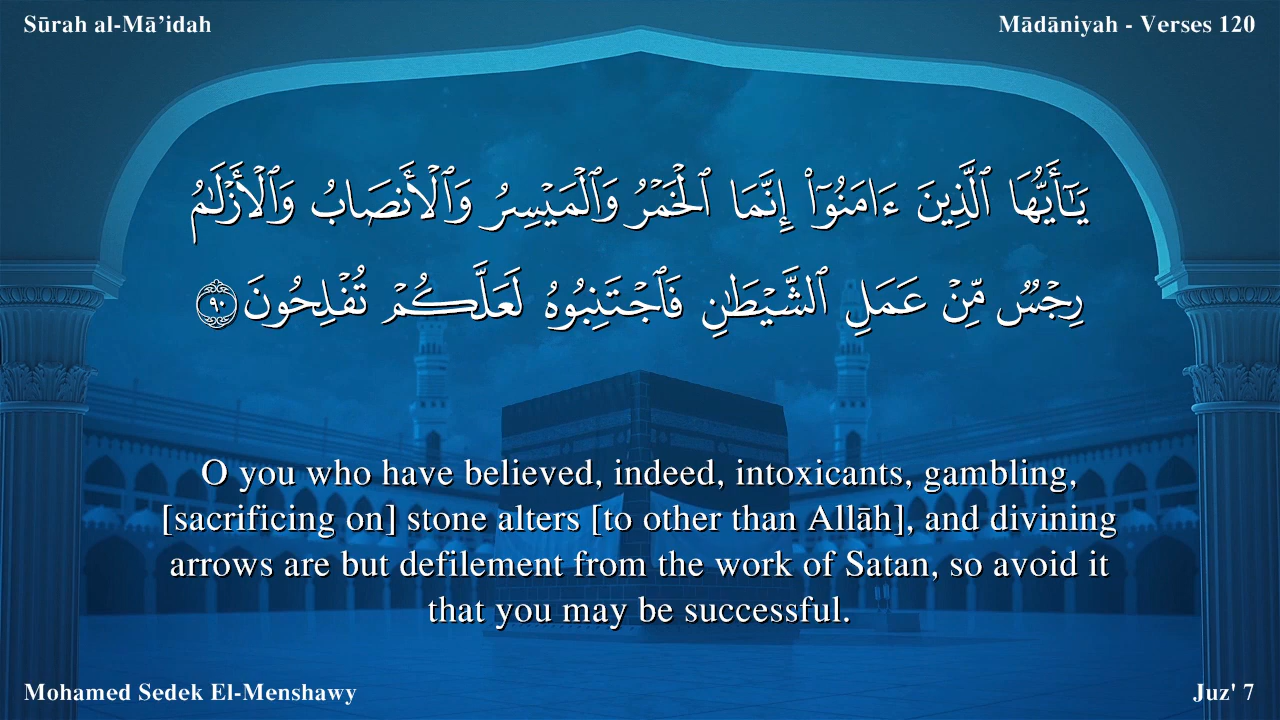 Sūrah al-Mā’idah
Mādāniyah - Verses 120
يَـٰٓأَيُّهَا ٱلَّذِينَ ءَامَنُوٓا۟ إِنَّمَا ٱلْخَمْرُ وَٱلْمَيْسِرُ وَٱلْأَنصَابُ وَٱلْأَزْلَـٰمُ
رِجْسٌ مِّنْ عَمَلِ ٱلشَّيْطَـٰنِ فَٱجْتَنِبُوهُ لَعَلَّكُمْ تُفْلِحُونَ ٩٠
O you who have believed, indeed, intoxicants, gambling,
[sacrificing on] stone alters [to other than Allāh], and divining
arrows are but defilement from the work of Satan, so avoid it
that you may be successful.
Mohamed Sedek El-Menshawy
Juz' 7